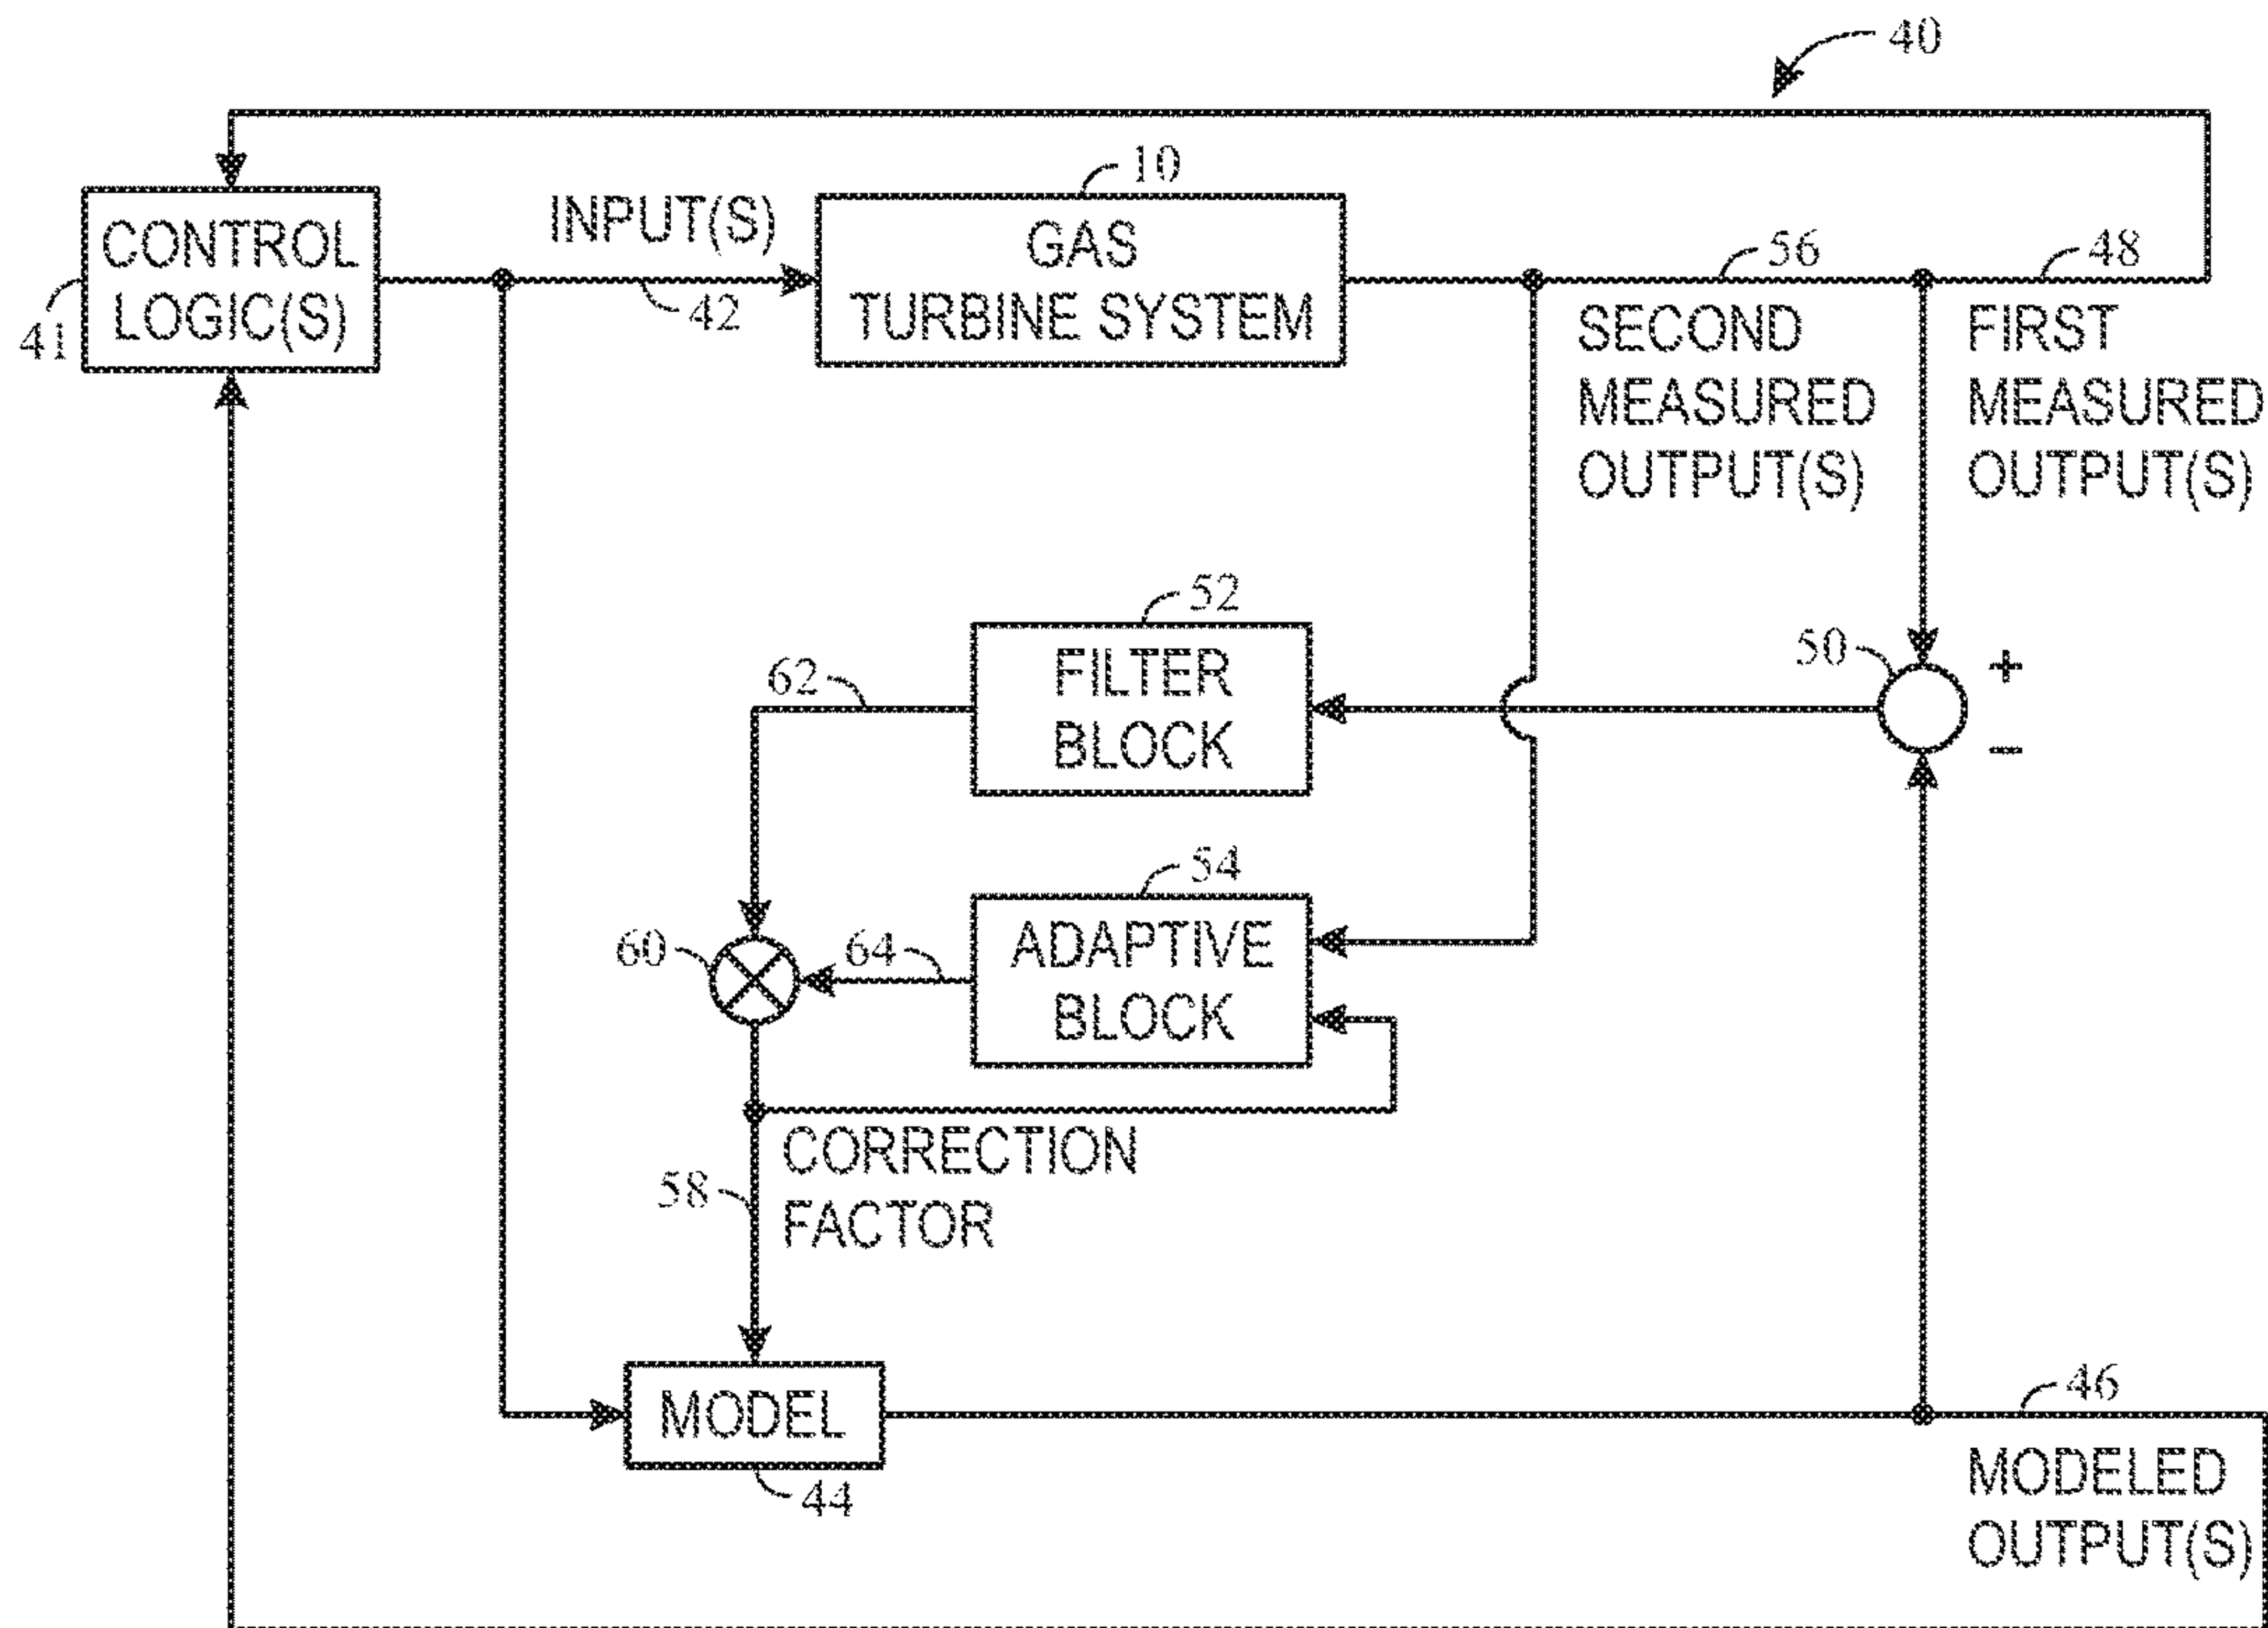 40
10
CONTROL
LOGIC(S)
41
INPUT(S)
42
GAS
TURBINE SYSTEM
56
48
SECOND
MEASURED
OUTPUT(S)
FIRST
MEASURED
OUTPUT(S)
52
FILTER
BLOCK
62
50
+
−
54
ADAPTIVE
BLOCK
60
64
CORRECTION
FACTOR
58
MODEL
44
46
MODELED
OUTPUT(S)